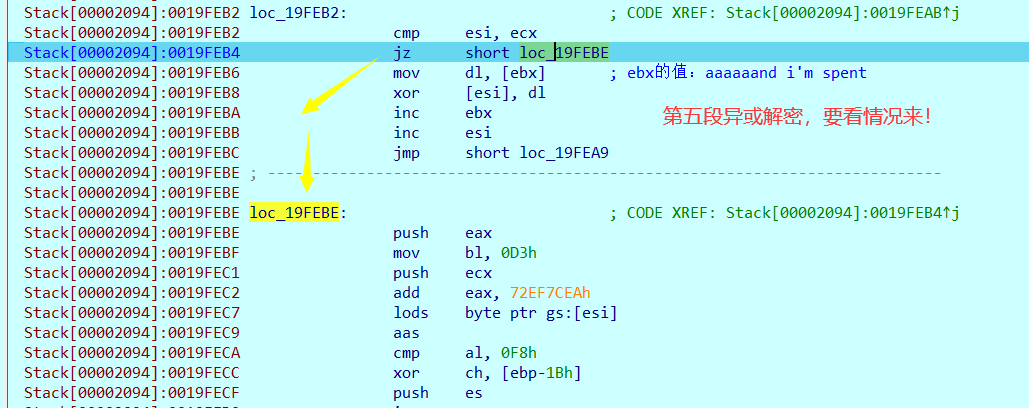 Stack[00002094]:0019FEB2 loc_19FEB2: ; CODE XREF: Stack[00002094]:0019FEAB↑j
Stack[00002094]:0019FEB2 cmp esi, ecx
Stack[00002094]:0019FEB4 jz short loc_19FEBE
Stack[00002094]:0019FEB6 mov dl, [ebx] ; ebx的值：aaaaaand i'm spent
Stack[00002094]:0019FEB8 xor [esi], dl
Stack[00002094]:0019FEBA inc ebx
第五段异或解密，要看情况来！
Stack[00002094]:0019FEBB inc esi
Stack[00002094]:0019FEBC jmp short loc_19FEA9
Stack[00002094]:0019FEBE ; ---------------------------------------------------------------------------
Stack[00002094]:0019FEBE
Stack[00002094]:0019FEBE loc_19FEBE: ; CODE XREF: Stack[00002094]:0019FEB4↑j
Stack[00002094]:0019FEBE push eax
Stack[00002094]:0019FEBF mov bl, 0D3h
Stack[00002094]:0019FEC1 push ecx
Stack[00002094]:0019FEC2 add eax, 72EF7CEAh
Stack[00002094]:0019FEC7 lods byte ptr gs:[esi]
Stack[00002094]:0019FEC9 aas
Stack[00002094]:0019FECA cmp al, 0F8h
Stack[00002094]:0019FECC xor ch, [ebp-1Bh]
Stack[00002094]:0019FECF push es